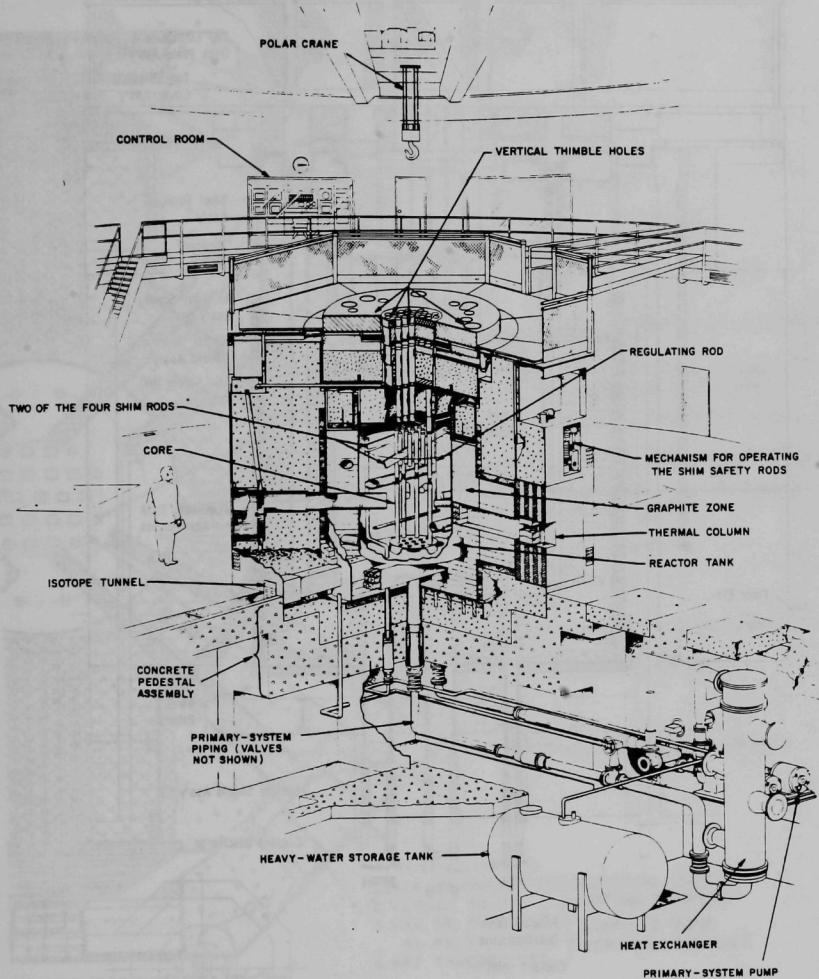 POLAR CRANE
CONTROL ROOM
VERTICAL THIMBLE HOLES
REGULATING ROD
TWO OF THE FOUR SHIM RODS
CORE
MECHANISM FOR OPERATING
THE SHIM SAFETY RODS
GRAPHITE ZONE
THERMAL COLUMN
REACTOR TANK
ISOTOPE TUNNEL
CONCRETE
PEDESTAL
ASSEMBLY
PRIMARY-SYSTEM
PIPING (VALVES
NOT SHOWN)
HEAVY-WATER STORAGE TANK
HEAT EXCHANGER
PRIMARY-SYSTEM PUMP